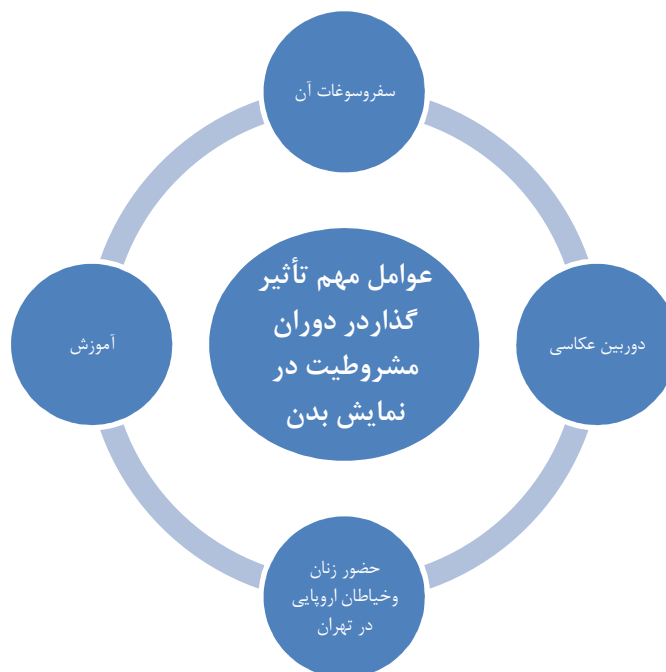 سفروسوغات آن
عوامل مهم تأثیر
گذاردر دوران
مشروطیت در
نمایش بدن
دوربین عکاسی
آموزش
حضور زنان
وخیاطان اروپایی
در تهران